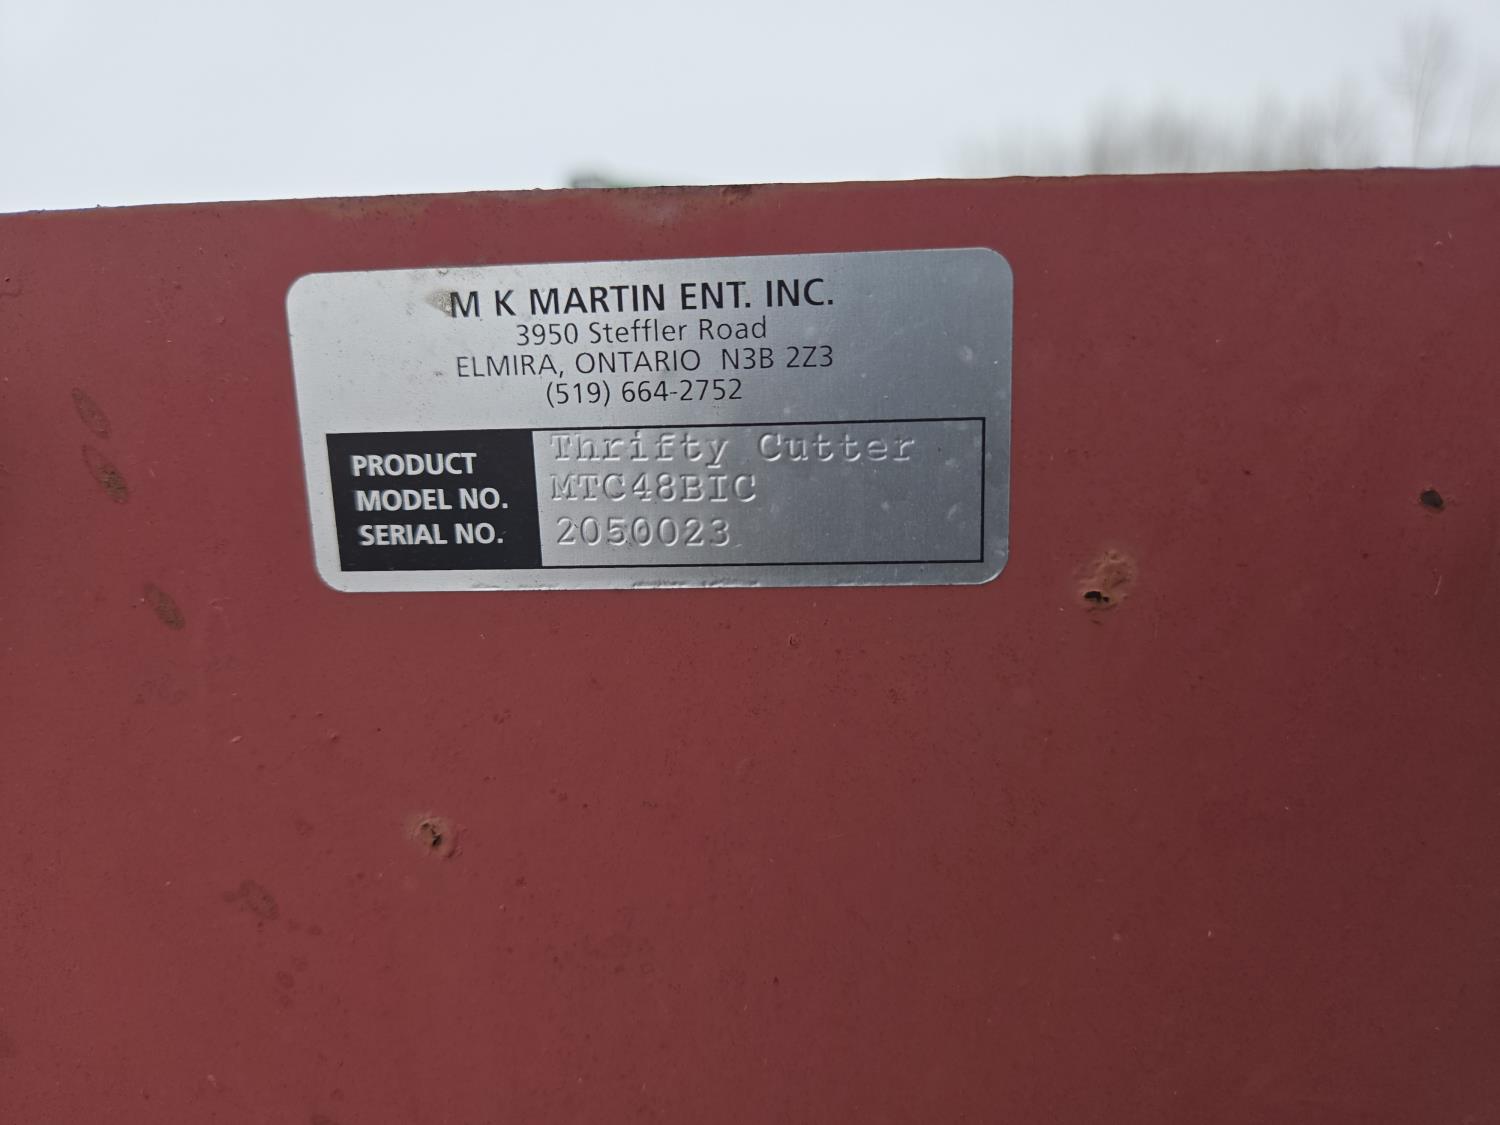 M K MARTIN ENT. INC.
3950 Steffler Road
ELMIRA, ONTARIO N3B 2Z3
(519) 664-2752
PRODUCT Thrifty Cutter
MODEL NO. MTC48BIC
SERIAL NO. 2050023